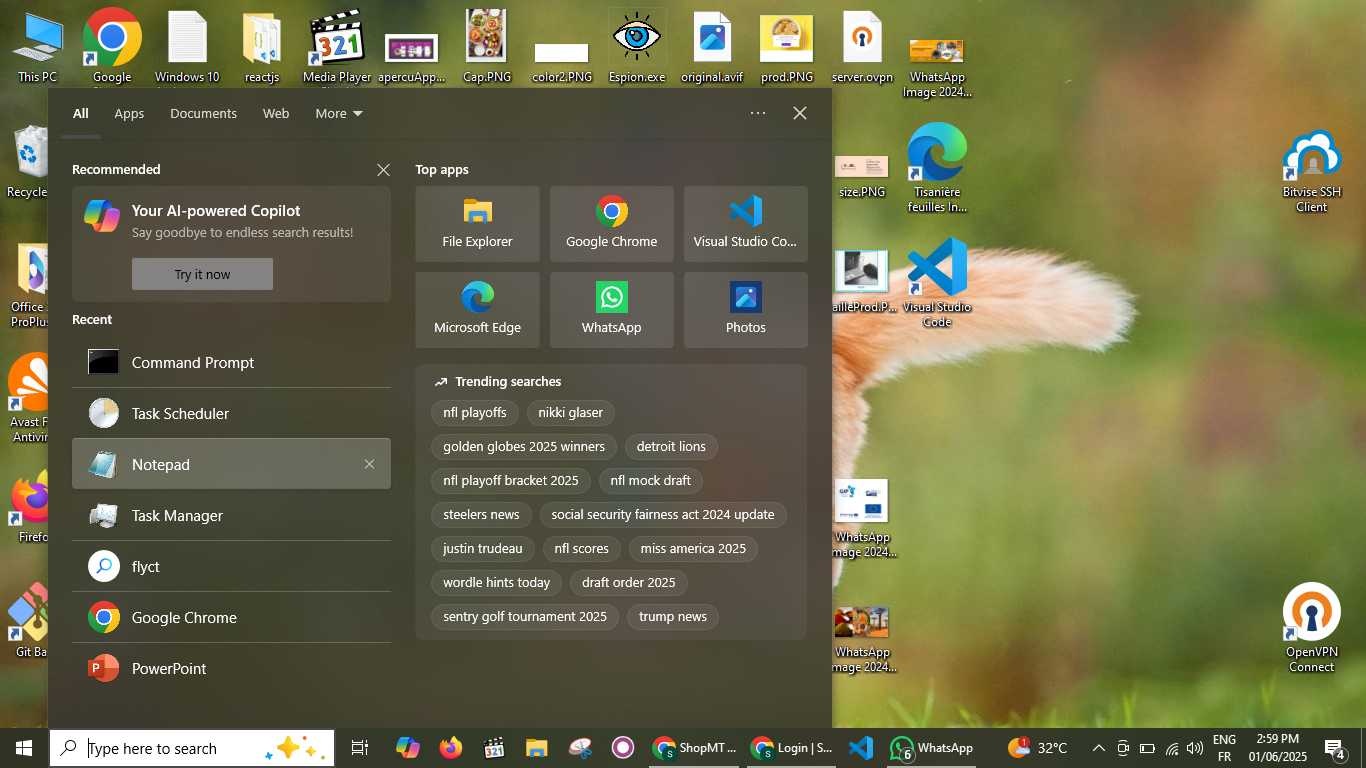 This PC
Google
Windows 10
reactjs
Media Player
apercuApp...
Cap.PNG
color2.PNG
Espion.exe
original.avif
prod.PNG
server.ovpn
WhatsApp
Image 2024...
All
Apps
Documents
Web
More
Recycle
size.PNG
Tisanière
feuilles In...
Bitvise SSH
Client
Recommended
Your AI-powered Copilot
Say goodbye to endless search results!
Try it now
Top apps
File Explorer
Google Chrome
Visual Studio Co...
Microsoft Edge
WhatsApp
Photos
Office
ProPlus
ailleProd.P...
Visual Studio
Code
Recent
Command Prompt
Task Scheduler
Notepad
Task Manager
flyct
Google Chrome
PowerPoint
Trending searches
nfl playoffs
nikki glaser
golden globes 2025 winners
detroit lions
nfl playoff bracket 2025
nfl mock draft
steelers news
social security fairness act 2024 update
justin trudeau
nfl scores
miss america 2025
wordle hints today
draft order 2025
sentry golf tournament 2025
trump news
Avast F
Antivir
Firefo
Git Ba
WhatsApp
mage 2024...
WhatsApp
mage 2024...
OpenVPN
Connect
Type here to search
321
ShopMT ...
Login | S...
6
WhatsApp
1
32°C
ENG
FR
2:59 PM
01/06/2025
4